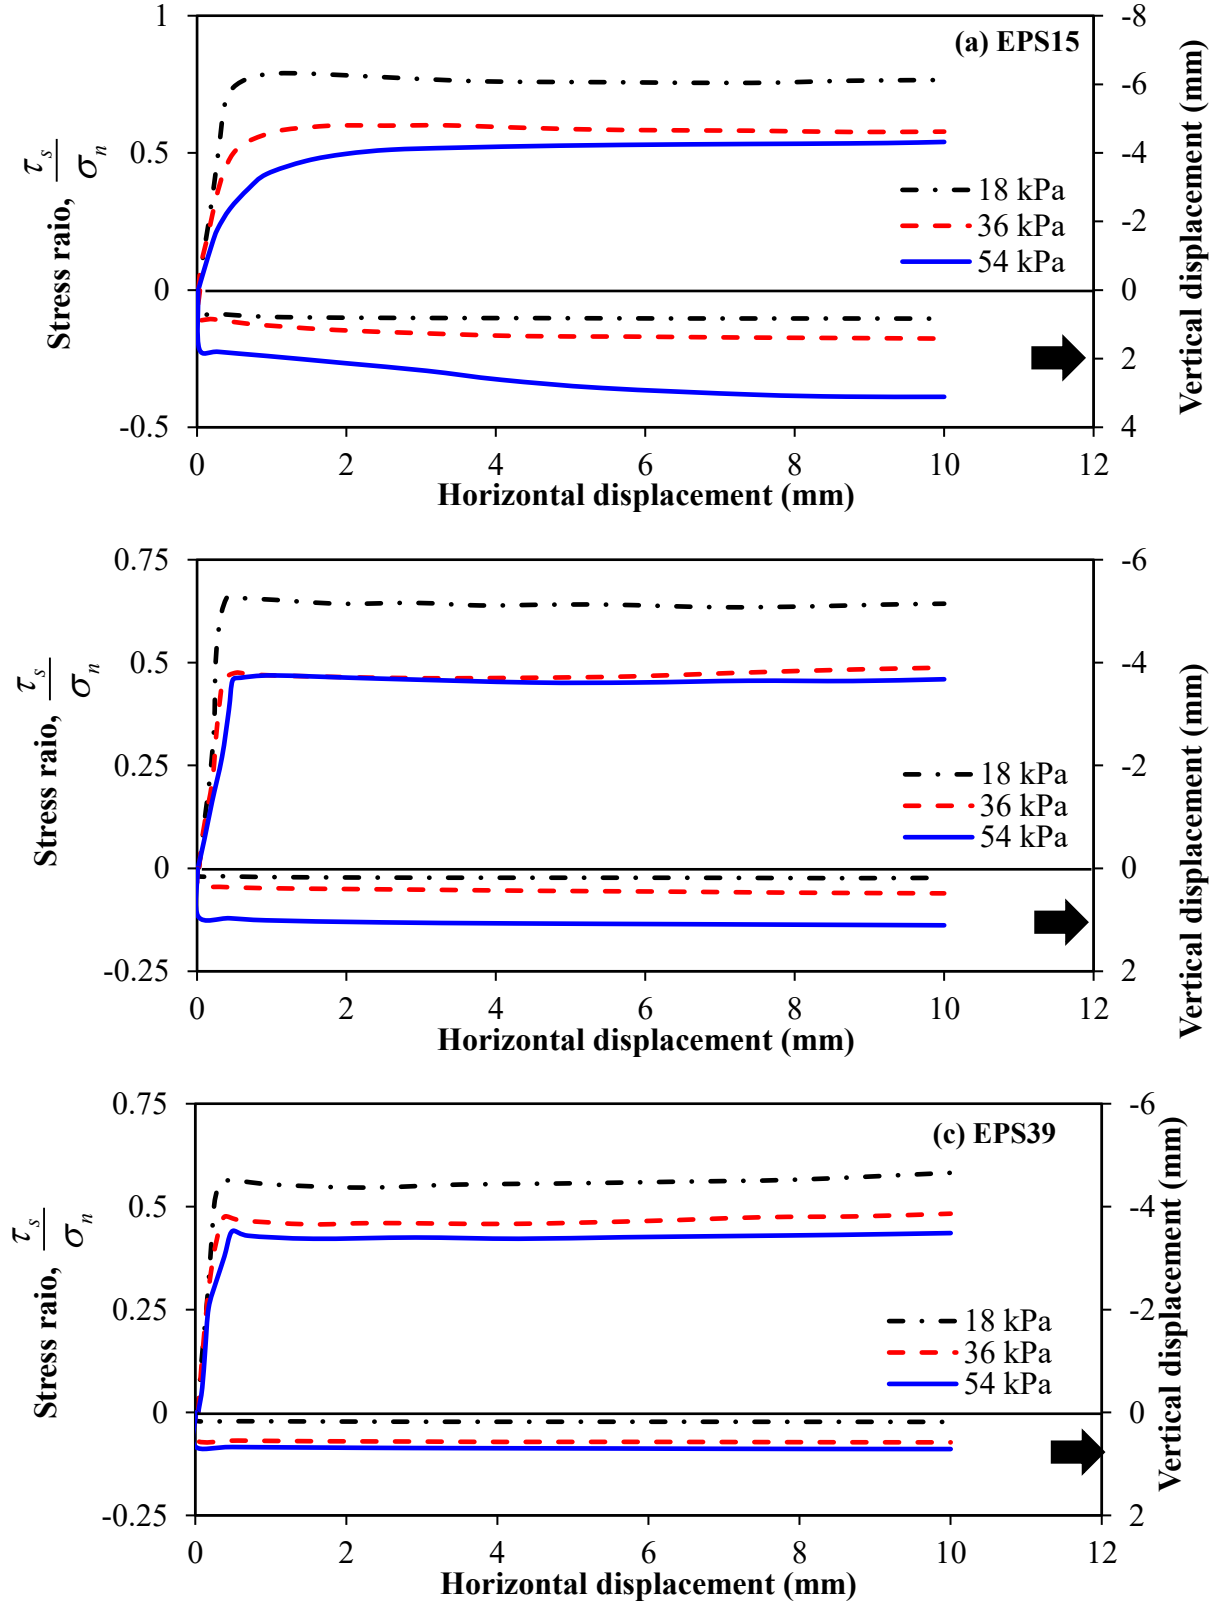 1
0.5
0
-0.5
Stress raio, τs/σn
(a) EPS15
18 kPa
36 kPa
54 kPa
-8
-6
-4
-2
0
2
4
Vertical displacement (mm)
0 2 4 6 8 10 12
Horizontal displacement (mm)
0.75
0.5
0.25
0
-0.25
Stress raio, τs/σn
18 kPa
36 kPa
54 kPa
-6
-4
-2
0
2
Vertical displacement (mm)
0 2 4 6 8 10 12
Horizontal displacement (mm)
0.75
0.5
0.25
0
-0.25
Stress raio, τs/σn
(c) EPS39
18 kPa
36 kPa
54 kPa
-6
-4
-2
0
2
Vertical displacement (mm)
0 2 4 6 8 10 12
Horizontal displacement (mm)